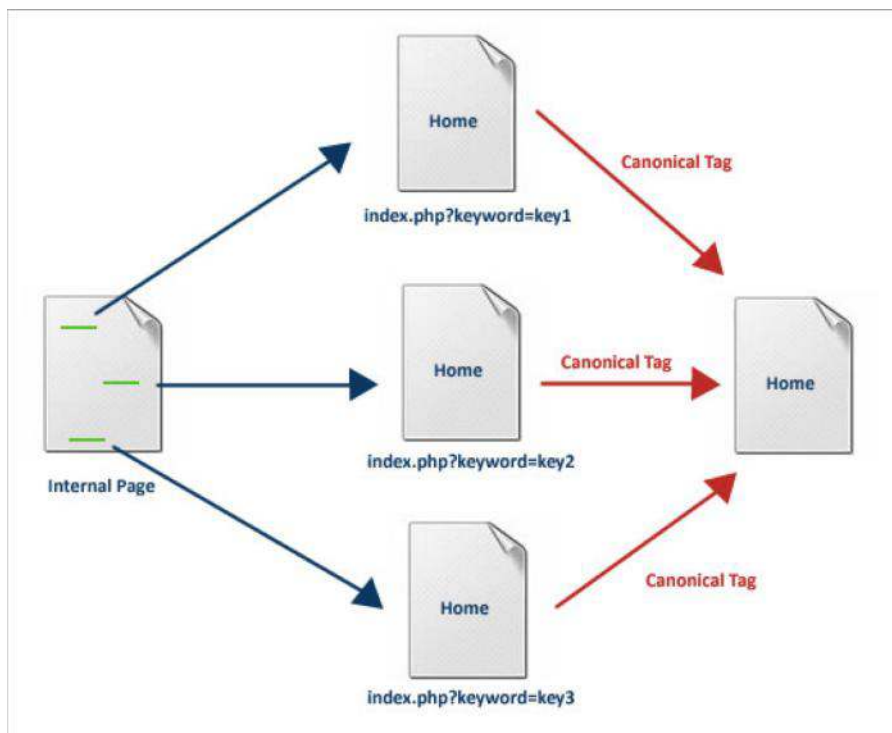 Home
Canonical Tag
index.php?keyword=key1
Home
Canonical Tag
Home
index.php?keyword=key2
Internal Page
Home
Canonical Tag
index.php?keyword=key3